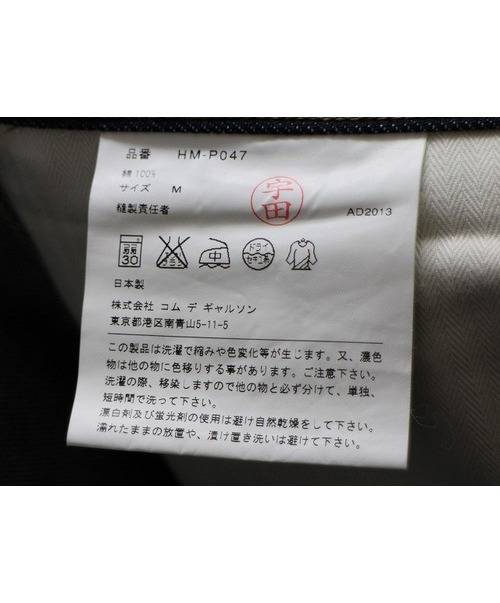 品番 HM-P047
綿 100%
サイズ M
宇田
縫製責任者
AD2013
30
ドライ
セキユ系
日本製
株式会社 コム デ ギャルソン
東京都港区南青山5-11-5
この製品は洗濯で縮みや色変化等が生じます。又、濃色
物は他の物に色移りする事があります。ご注意下さい。
洗濯の際、移染しますので他の物と必ず分けて、単独、
短時間で洗って下さい。
漂白剤及び蛍光剤の使用は避け自然乾燥をして下さい。
濡れたままの放置や、漬け置き洗いは避けて下さい。